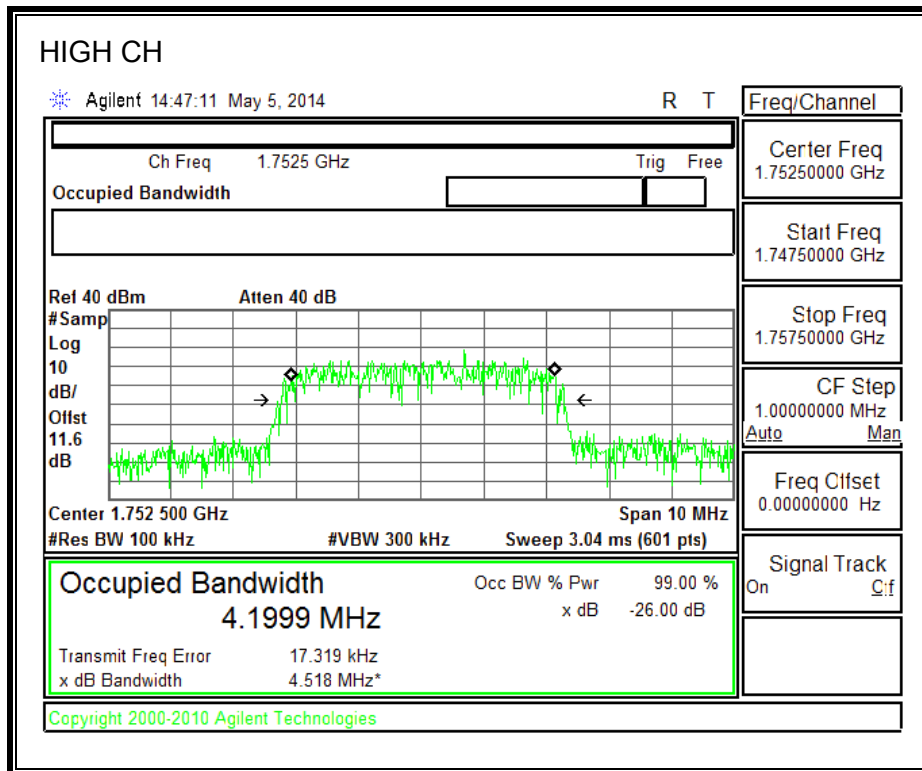 HIGH CH
Agilent 14:47:11 May 5, 2014 R T
Freq/Channel
Ch Freq 1.7525 GHz Trig Free
Occupied Bandwidth
Center Freq
1.75250000 GHz
Start Freq
1.74750000 GHz
Stop Freq
1.75750000 GHz
CF Step
1.00000000 MHz
Auto Man
Freq Offset
0.00000000 Hz
Signal Track
On Off
Ref 40 dBm Atten 40 dB
#Samp
Log
10
dB/
Offst
11.6
dB
Center 1.752 500 GHz Span 10 MHz
#Res BW 100 kHz #VBW 300 kHz Sweep 3.04 ms (601 pts)
Occupied Bandwidth Occ BW % Pwr 99.00 %
4.1999 MHz x dB -26.00 dB
Transmit Freq Error 17.319 kHz
x dB Bandwidth 4.518 MHz*
Copyright 2000-2010 Agilent Technologies